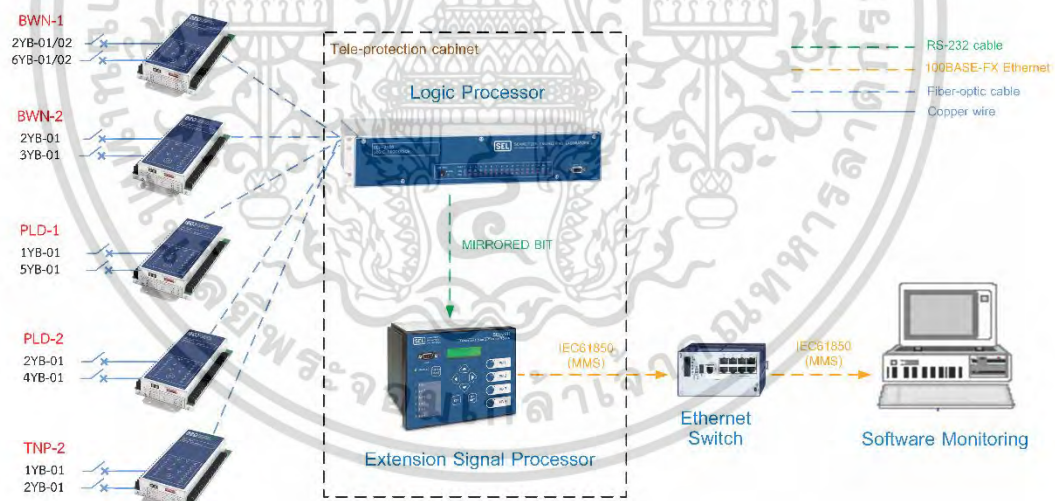 BWN-1
2YB-01/02
6YB-01/02
BWN-2
2YB-01
3YB-01
PLD-1
1YB-01
5YB-01
PLD-2
2YB-01
4YB-01
TNP-2
1YB-01
2YB-01
Tele-protection cabinet
Logic Processor
SEL
MIRRORED BIT
SEL
Extension Signal Processor
IEC61850
(MMS)
Ethernet
Switch
IEC61850
(MMS)
Software Monitoring
RS-232 cable
100BASE-FX Ethernet
Fiber-optic cable
Copper wire